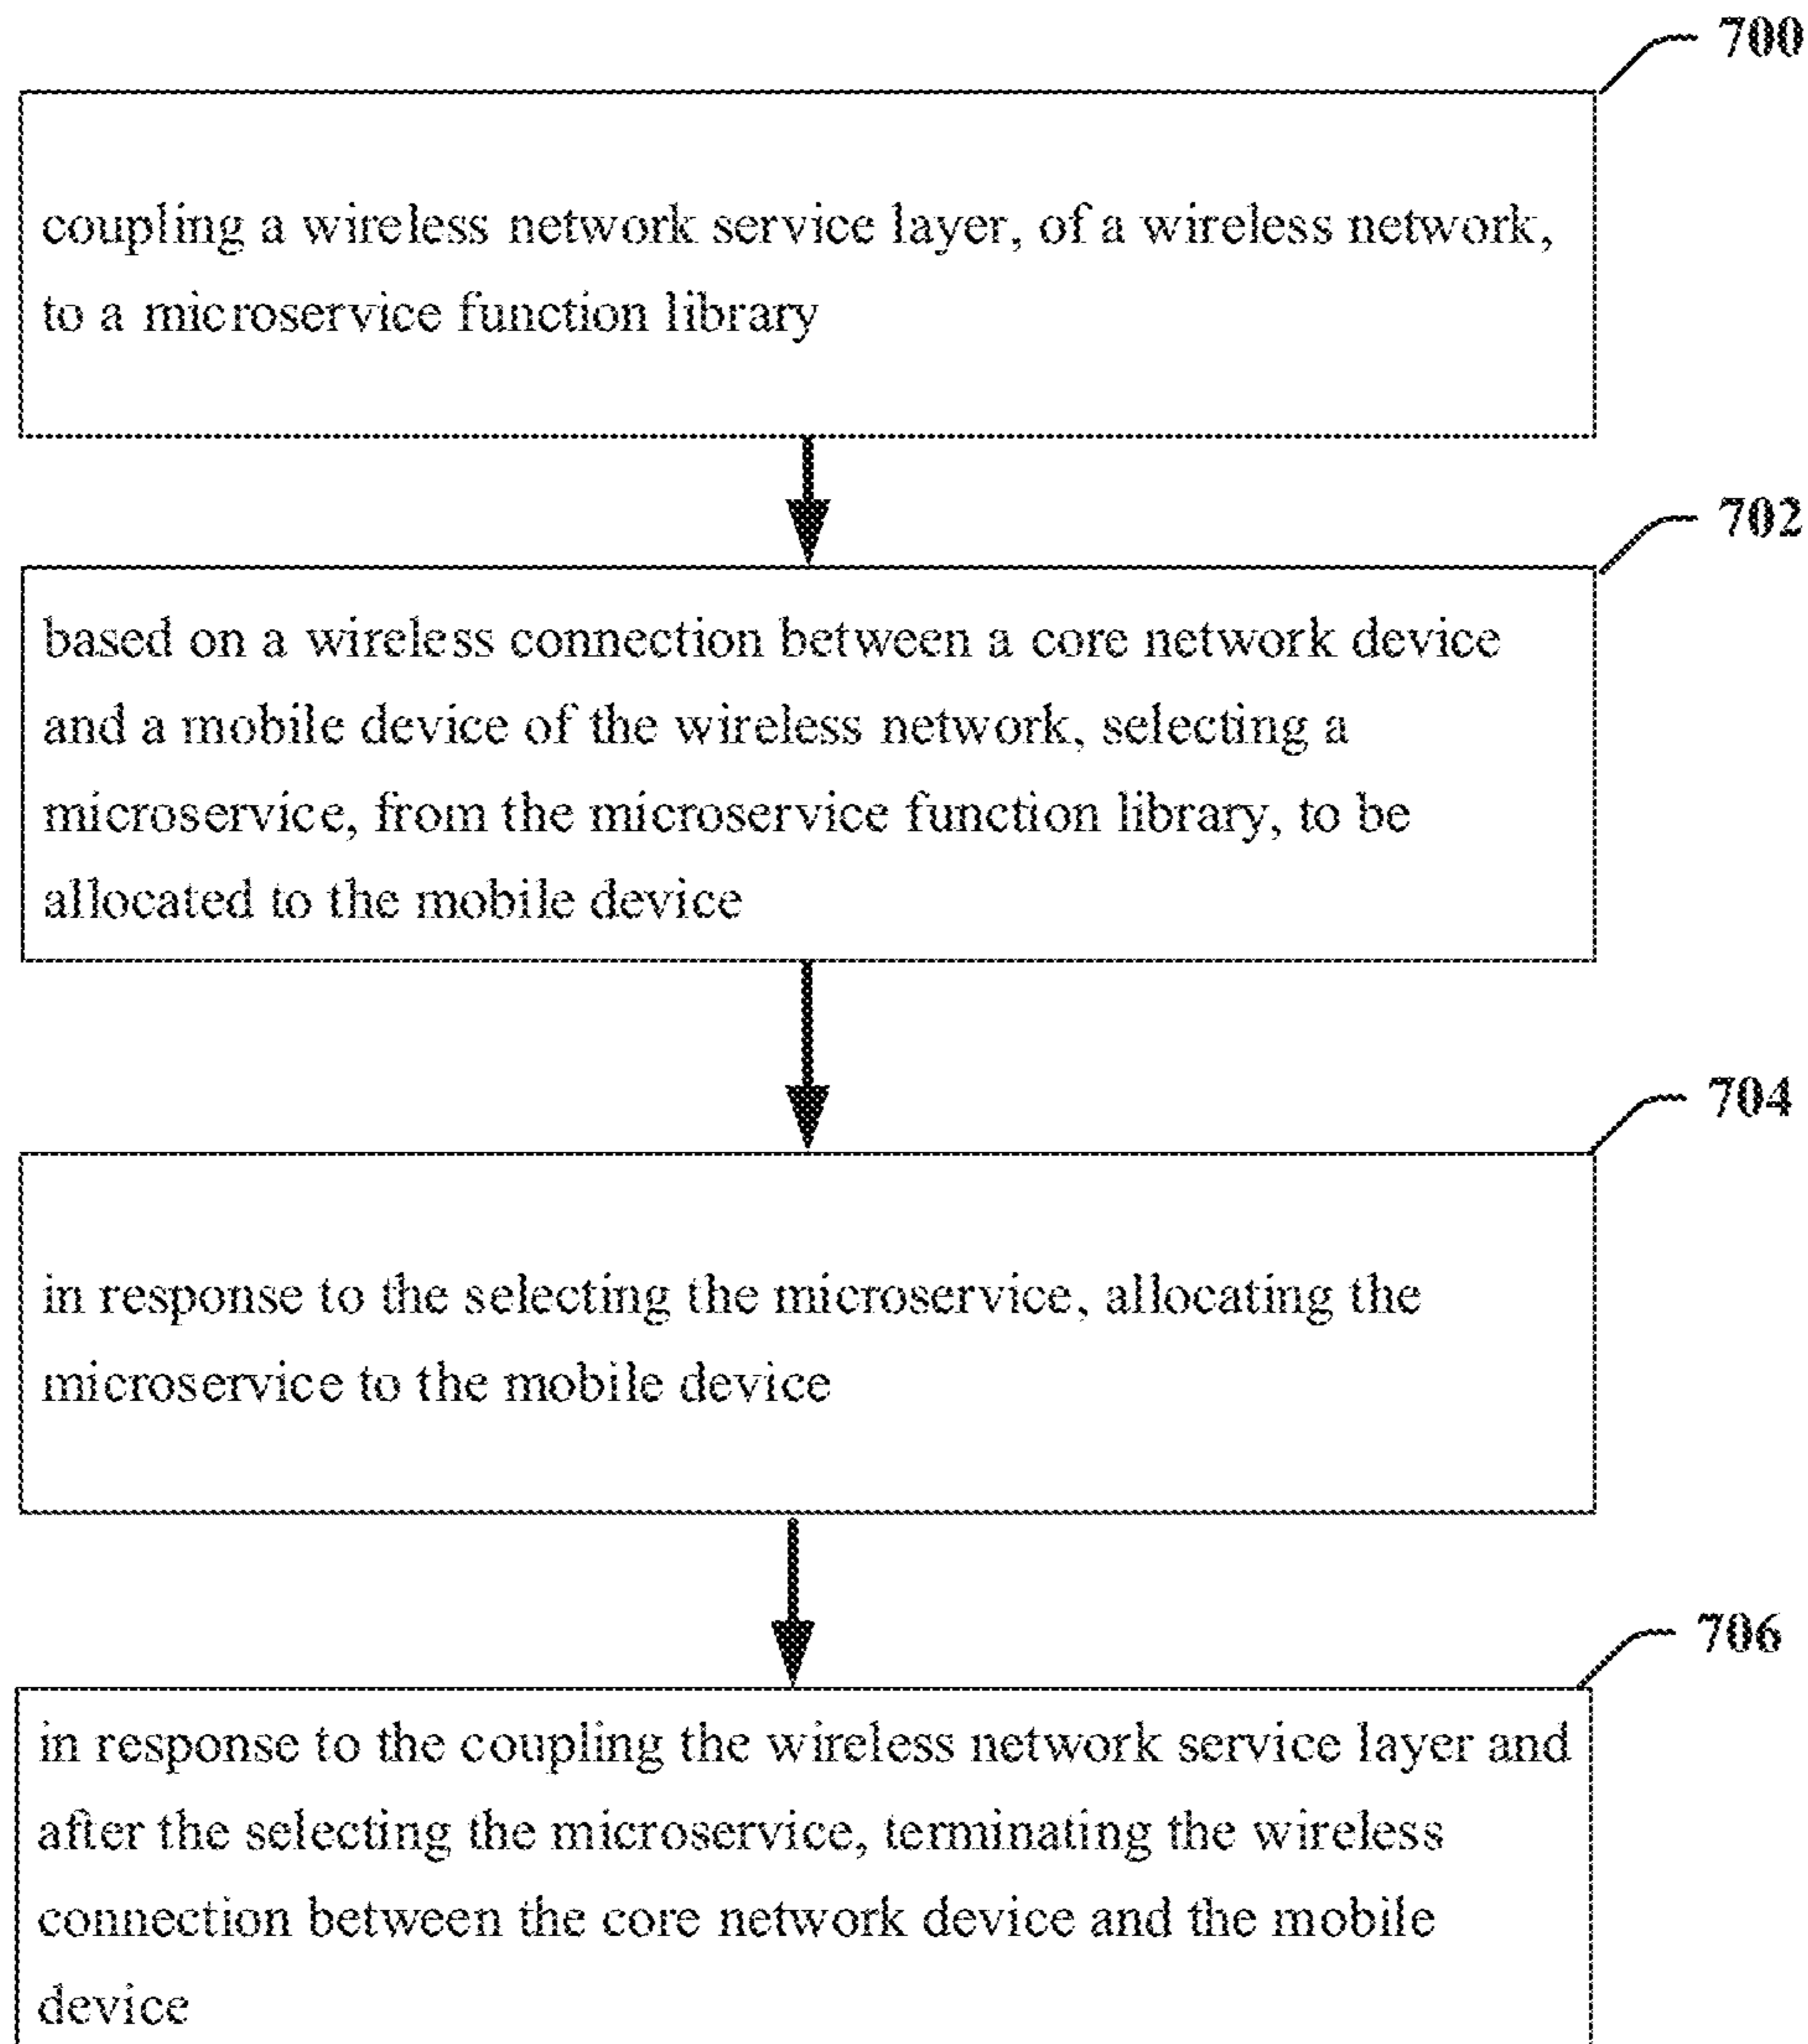 700
coupling a wireless network service layer, of a wireless network,
to a microservice function library
702
based on a wireless connection between a core network device
and a mobile device of the wireless network, selecting a
microservice, from the microservice function library, to be
allocated to the mobile device
704
in response to the selecting the microservice, allocating the
microservice to the mobile device
706
in response to the coupling the wireless network service layer and
after the selecting the microservice, terminating the wireless
connection between the core network device and the mobile
device